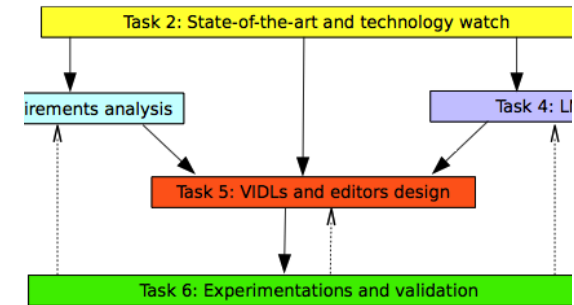 Task 2: State-of-the-art and technology watch
irements analysis
Task 4: LM
Task 5: VIDLs and editors design
Task 6: Experimentations and validation